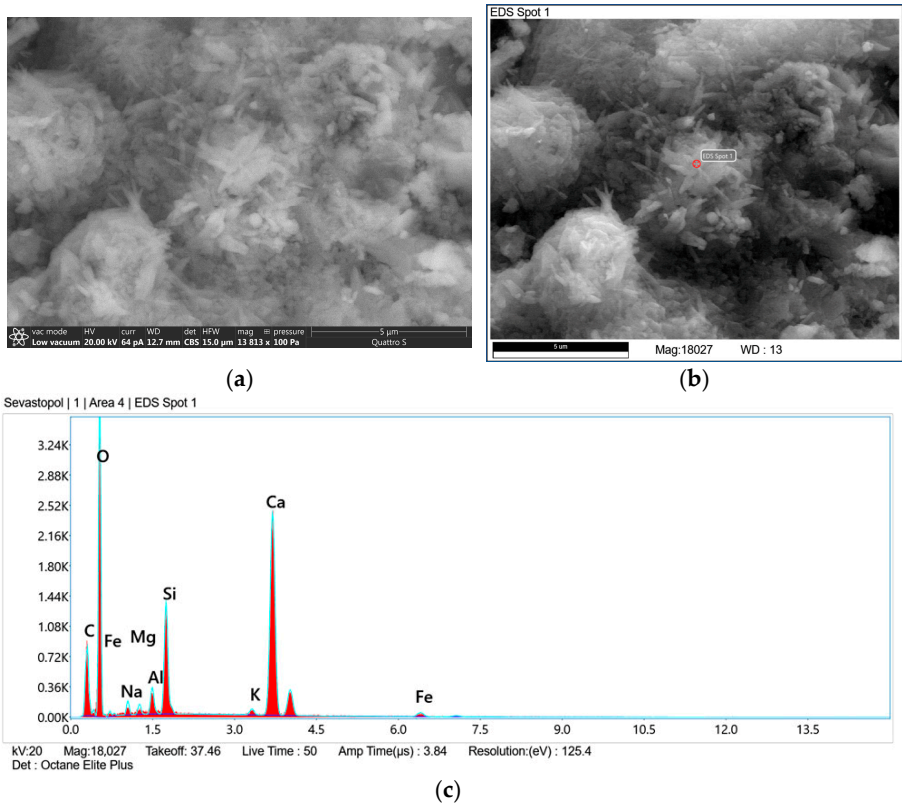 EDS Spot 1
EDS Spot 1
vac mode HV curr WD det HFW mag ⊞ pressure 5 µm
Low vacuum 20.00 kV 64 pA 12.7 mm CBS 15.0 µm 13 813 x 100 Pa Quattro S
5 um Mag:18027 WD : 13
(a) (b)
Sevastopol | 1 | Area 4 | EDS Spot 1
3.24K
O
2.88K
2.52K
Ca
2.16K
1.80K
1.44K
Si
1.08K
C Fe Mg
0.72K
Al
0.36K
Na K Fe
0.00K
0.0 1.5 3.0 4.5 6.0 7.5 9.0 10.5 12.0 13.5
kV:20 Mag:18,027 Takeoff: 37.46 Live Time : 50 Amp Time(µs) : 3.84 Resolution:(eV) : 125.4
Det : Octane Elite Plus
(c)